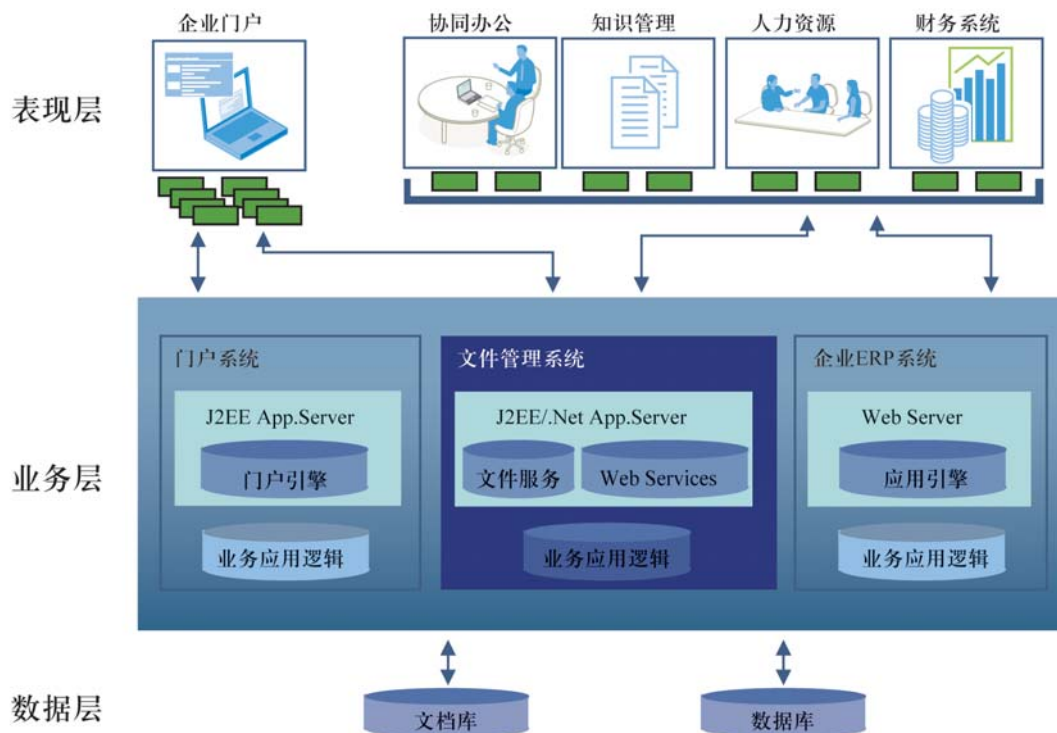 企业门户
协同办公
知识管理
人力资源
财务系统
表现层
门户系统
文件管理系统
企业ERP系统
J2EE App.Server
J2EE/.Net App.Server
Web Server
业务层
门户引擎
文件服务
Web Services
应用引擎
业务应用逻辑
业务应用逻辑
业务应用逻辑
数据层
文档库
数据库